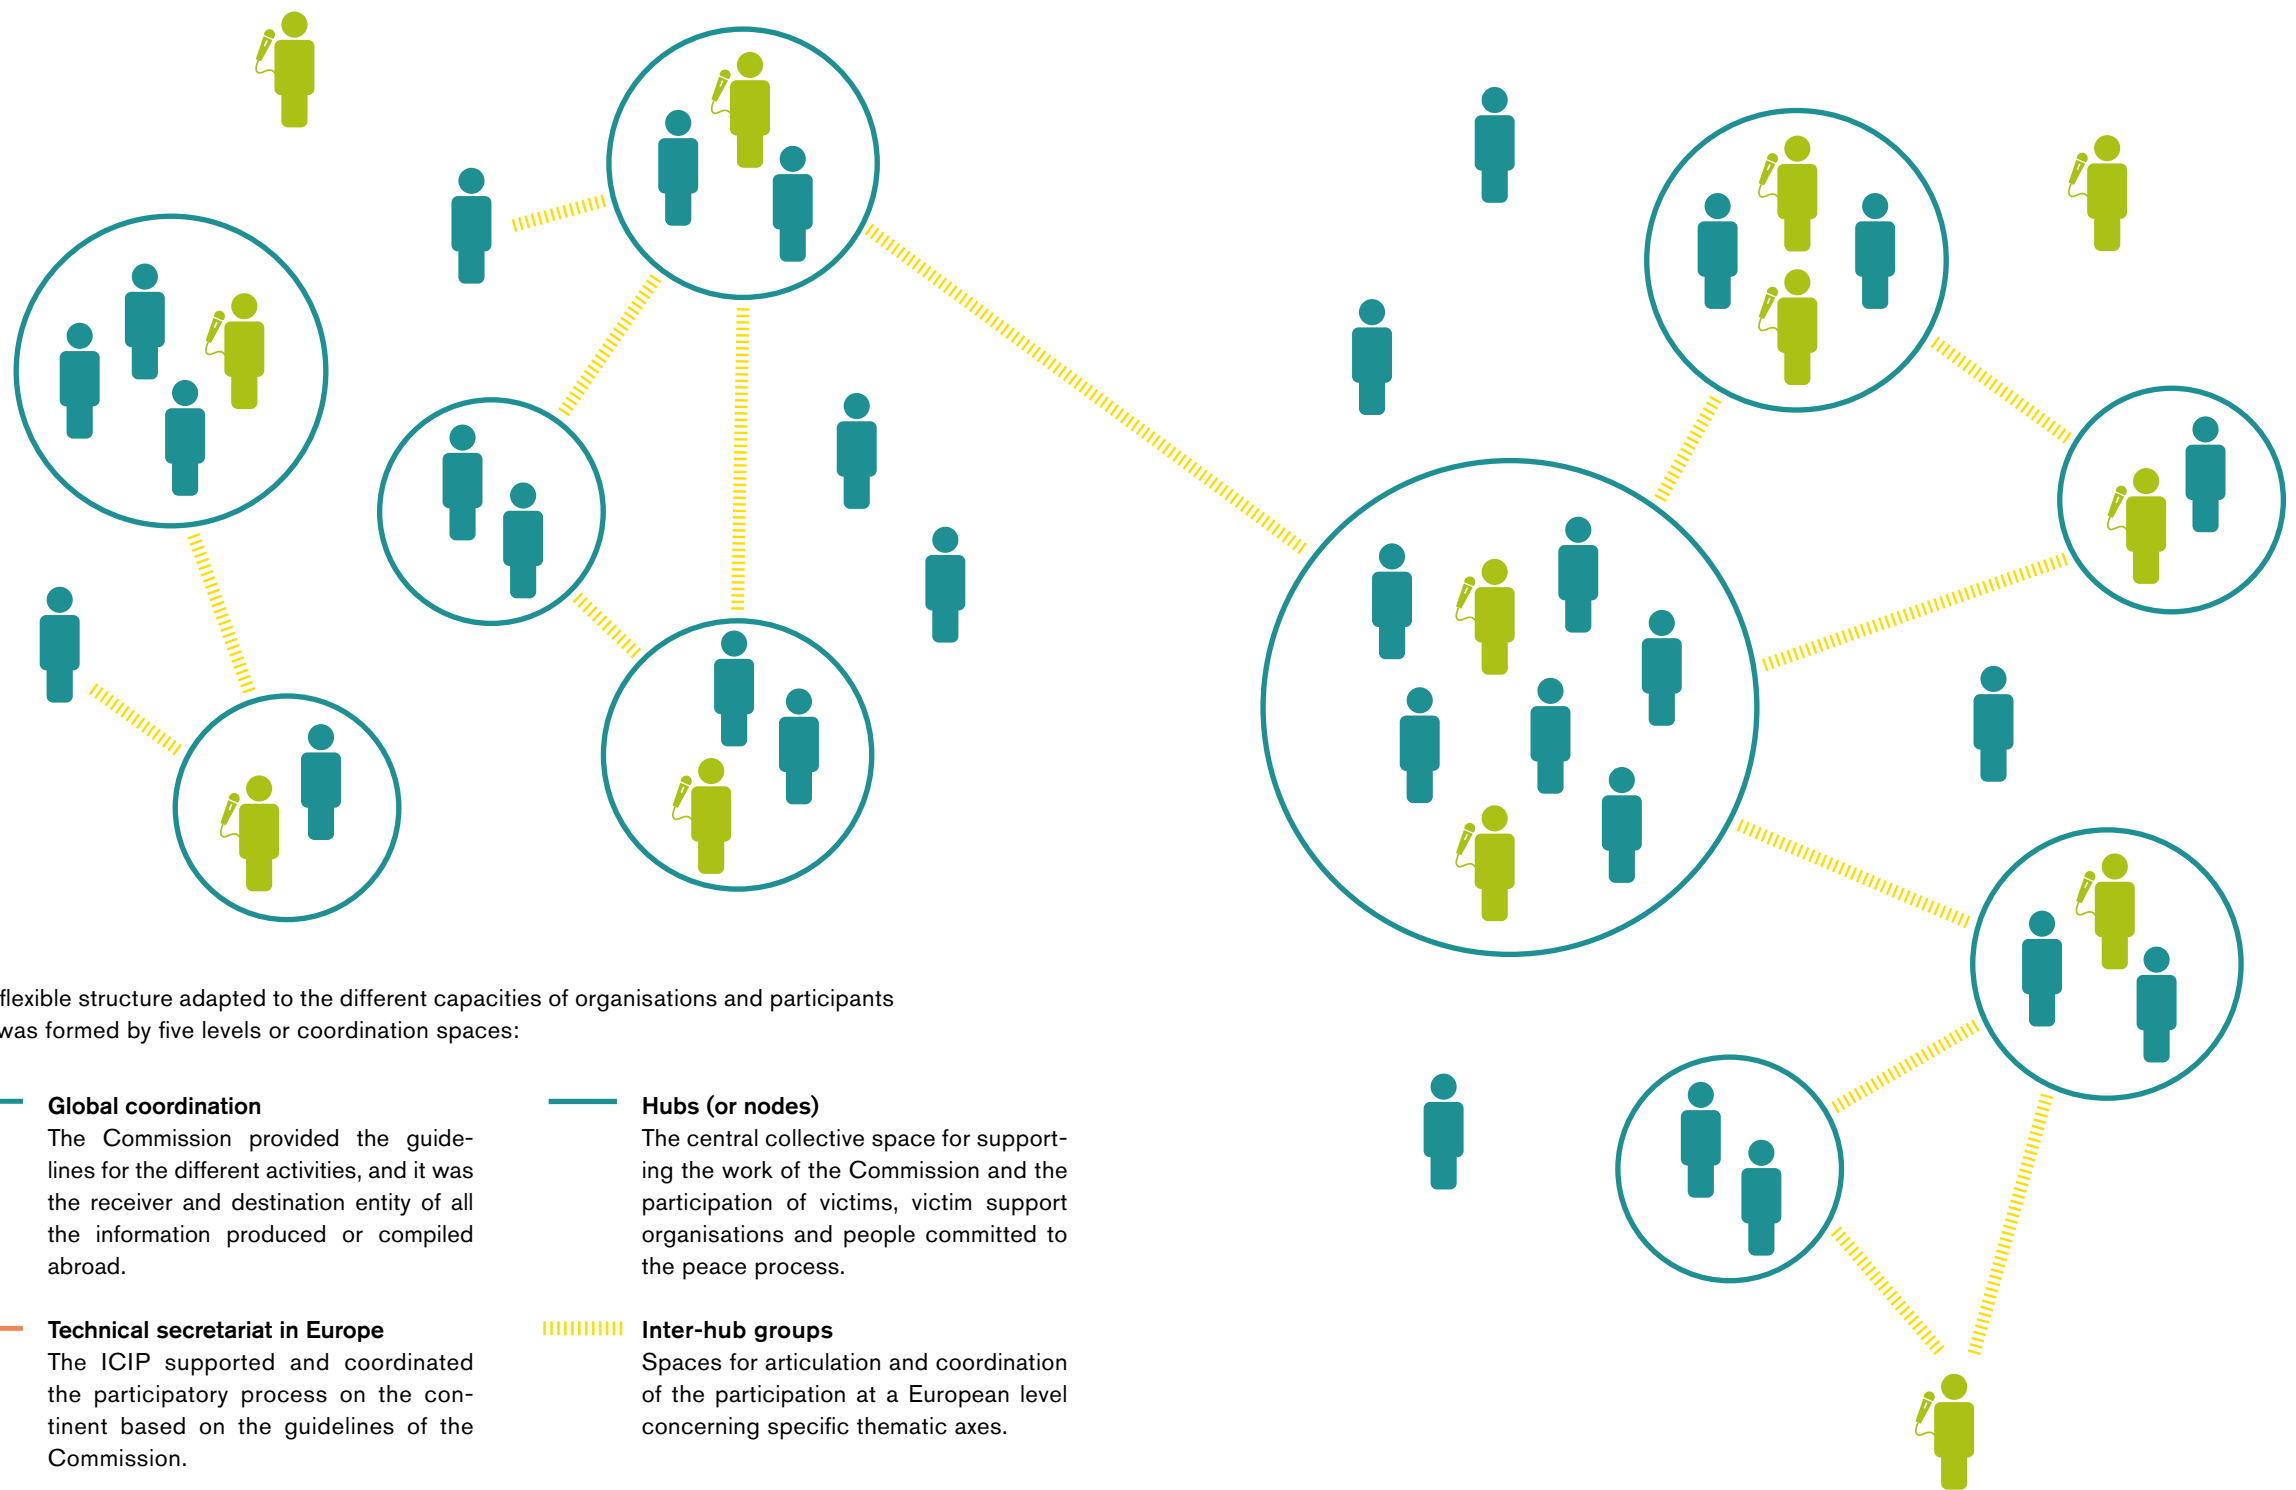 flexible structure adapted to the different capacities of organisations and participants
was formed by five levels or coordination spaces:
Global coordination
The Commission provided the guide-
lines for the different activities, and it was
the receiver and destination entity of all
the information produced or compiled
abroad.
Technical secretariat in Europe
The ICIP supported and coordinated
the participatory process on the con-
tinent based on the guidelines of the
Commission.
Hubs (or nodes)
The central collective space for support-
ing the work of the Commission and the
participation of victims, victim support
organisations and people committed to
the peace process.
Inter-hub groups
Spaces for articulation and coordination
of the participation at a European level
concerning specific thematic axes.